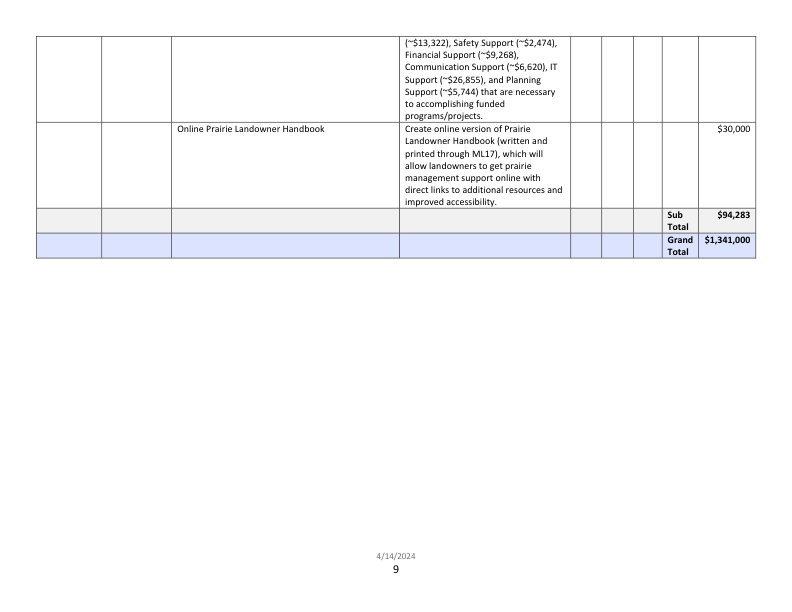 (~$13,322), Safety Support (~$2,474),
Financial Support (~$9,268),
Communication Support (~$6,620), IT
Support (~$26,855), and Planning
Support (~$5,744) that are necessary
to accomplishing funded
programs/projects.
Online Prairie Landowner Handbook
Create online version of Prairie
Landowner Handbook (written and
printed through ML17), which will
allow landowners to get prairie
management support online with
direct links to additional resources and
improved accessibility.
$30,000
Sub
Total
$94,283
Grand
Total
$1,341,000
4/14/2024
9